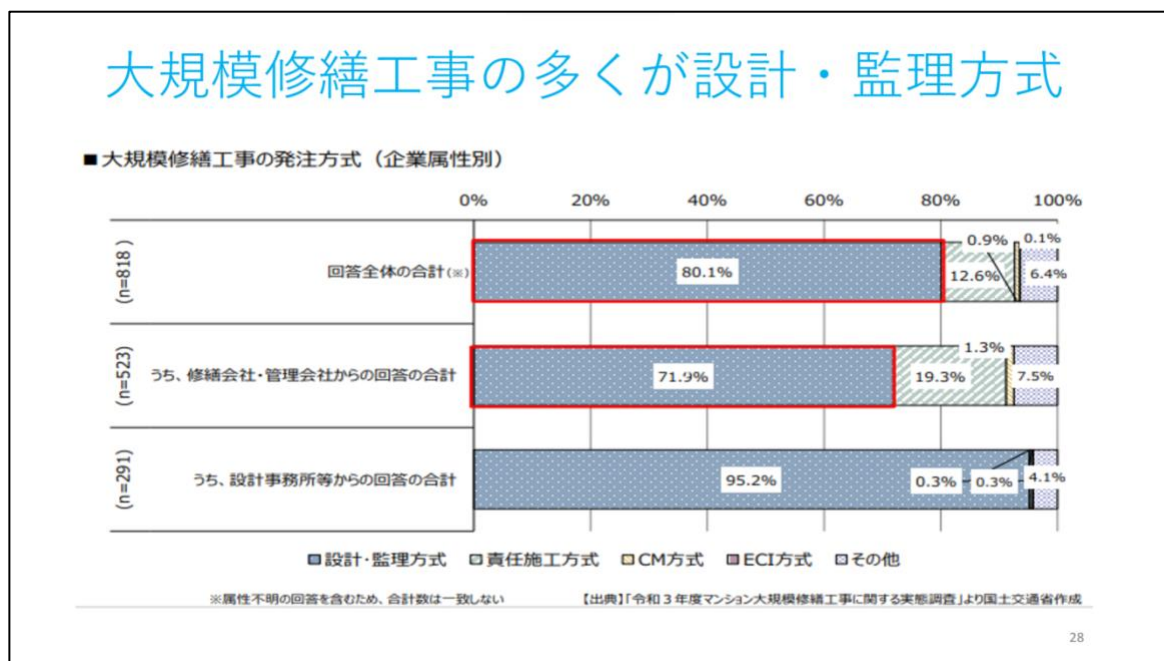 大規模修繕工事の多くが設計・監理方式
■大規模修繕工事の発注方式（企業属性別）
0% 20% 40% 60% 80% 100%
(n=818 )
回答全体の合計(※)
80.1%
12.6%
0.9%
0.1%
6.4%
(n=523)
うち、修繕会社・管理会社からの回答の合計
71.9%
19.3%
1.3%
7.5%
(n=291)
うち、設計事務所等からの回答の合計
95.2%
0.3%
0.3%
4.1%
■設計・監理方式 □責任施工方式 □CM方式 ■ECI方式 □その他
※属性不明の回答を含むため、合計数は一致しない
【出典】「令和３年度マンション大規模修繕工事に関する実態調査」より国土交通省作成
28